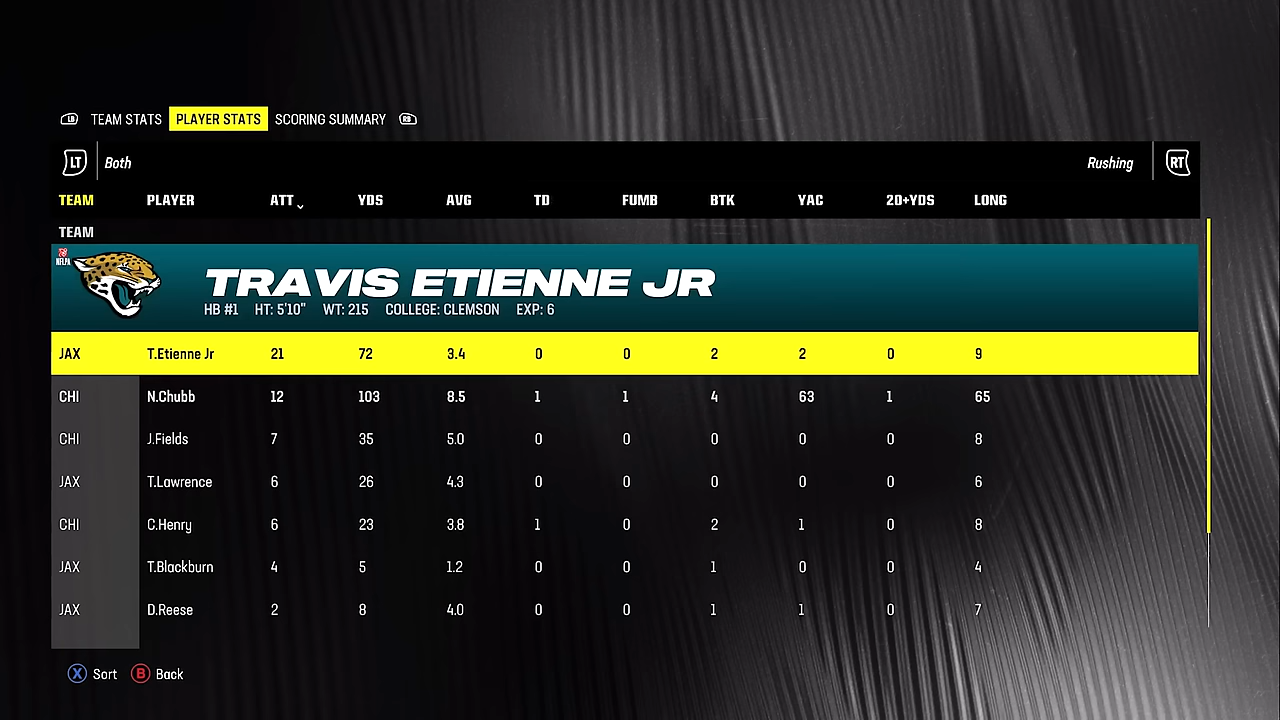 LB TEAM STATS PLAYER STATS SCORING SUMMARY RB
LT Both Rushing RT
TEAM PLAYER ATT YDS AVG TD FUMB BTK YAC 20+YDS LONG
TEAM
NFLPA
TRAVIS ETIENNE JR
HB #1 HT: 5'10" WT: 215 COLLEGE: CLEMSON EXP: 6
JAX T.Etienne Jr 21 72 3.4 0 0 2 2 0 9
CHI N.Chubb 12 103 8.5 1 1 4 63 1 65
CHI J.Fields 7 35 5.0 0 0 0 0 0 8
JAX T.Lawrence 6 26 4.3 0 0 0 0 0 6
CHI C.Henry 6 23 3.8 1 0 2 1 0 8
JAX T.Blackburn 4 5 1.2 0 0 1 0 0 4
JAX D.Reese 2 8 4.0 0 0 1 1 0 7
X Sort B Back